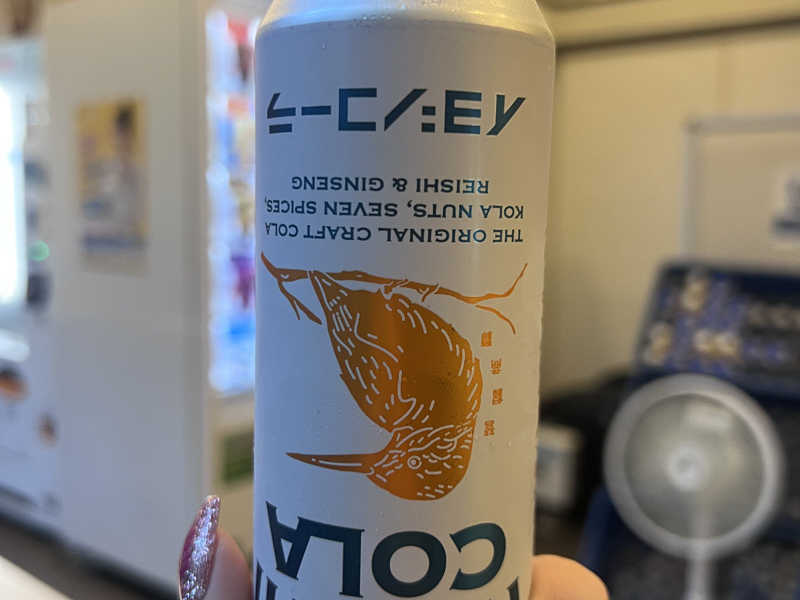 COLA
THE ORIGINAL CRAFT COLA
KOLA NUTS, SEVEN SPICES,
REISHI & GINSENG
イヨシコーラ